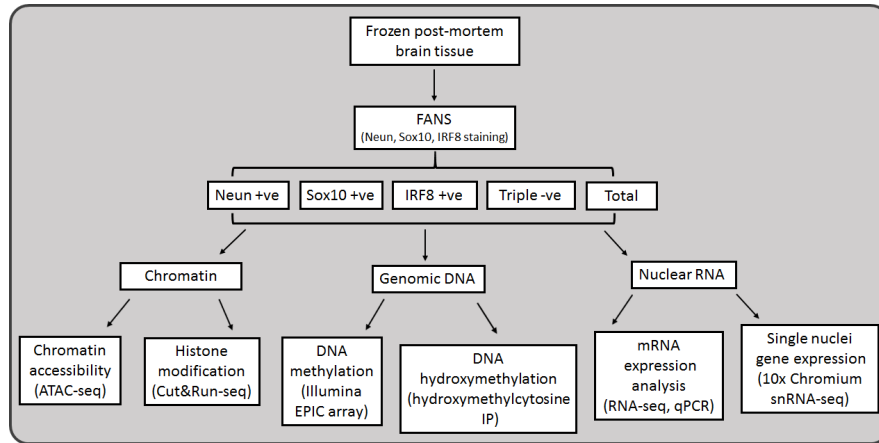 Frozen post-mortem
brain tissue
FANS
(Neun, Sox10, IRF8 staining)
Neun +ve
Sox10 +ve
IRF8 +ve
Triple -ve
Total
Chromatin
Genomic DNA
Nuclear RNA
Chromatin
accessibility
(ATAC-seq)
Histone
modification
(Cut&Run-seq)
DNA
methylation
(Illumina
EPIC array)
DNA
hydroxymethylation
(hydroxymethylcytosine
IP)
mRNA
expression
analysis
(RNA-seq, qPCR)
Single nuclei
gene expression
(10x Chromium
snRNA-seq)